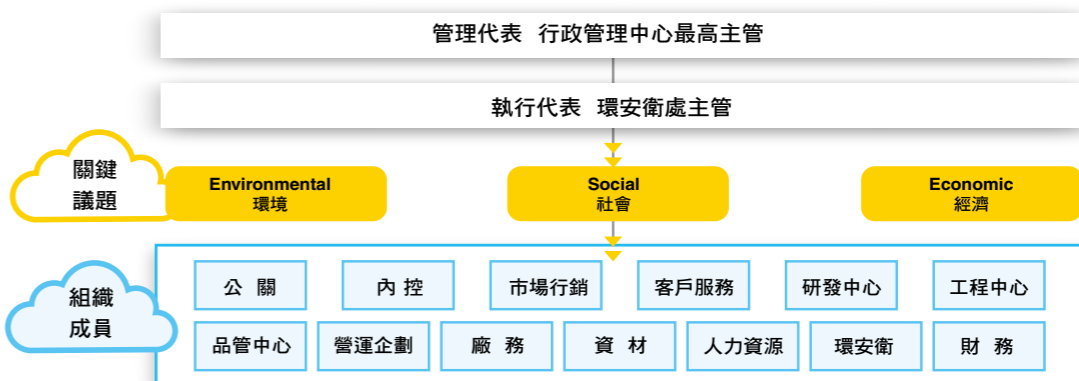 管理代表 行政管理中心最高主管
執行代表 環安衛處主管
關鍵
議題
Environmental
環境
Social
社會
Economic
經濟
組織
成員
公 關
內 控
市場行銷
客戶服務
研發中心
工程中心
品管中心
營運企劃
廠 務
資 材
人力資源
環安衛
財 務